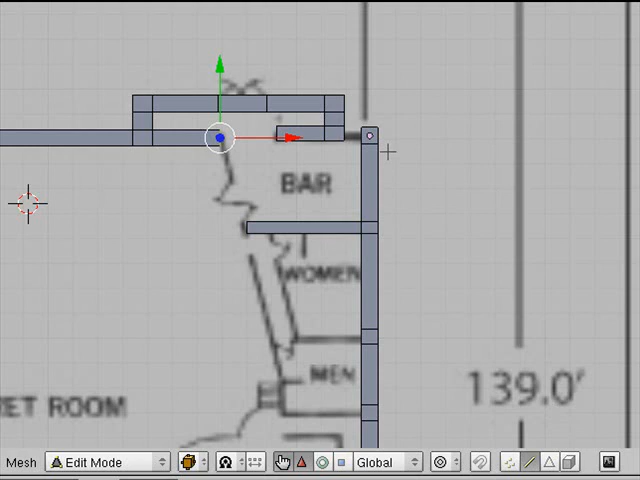 BAR
WOMEN
MEN
139.0′
ET ROOM
Mesh
Edit Mode
Global